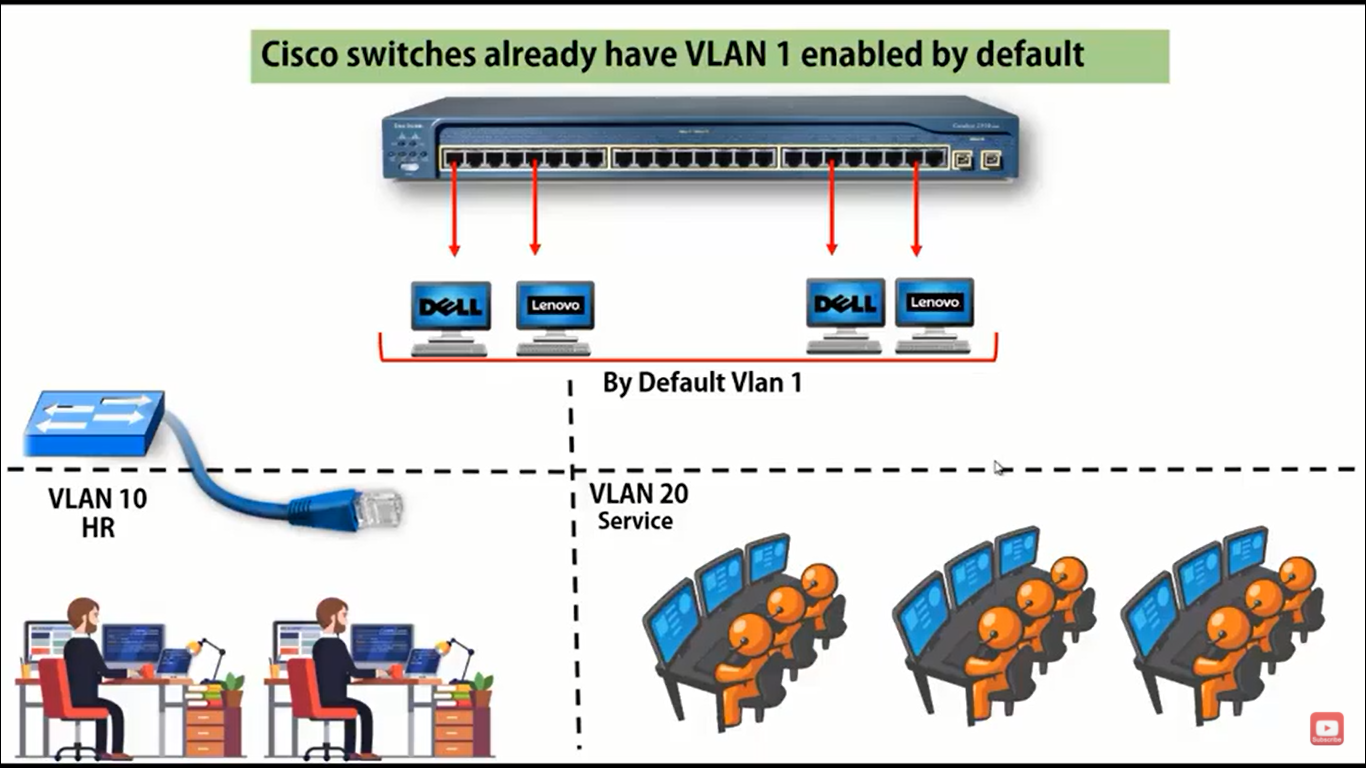 Cisco switches already have VLAN 1 enabled by default
DELL
Lenovo
DELL
Lenovo
By Default Vlan 1
VLAN 10
HR
VLAN 20
Service
Subscribe